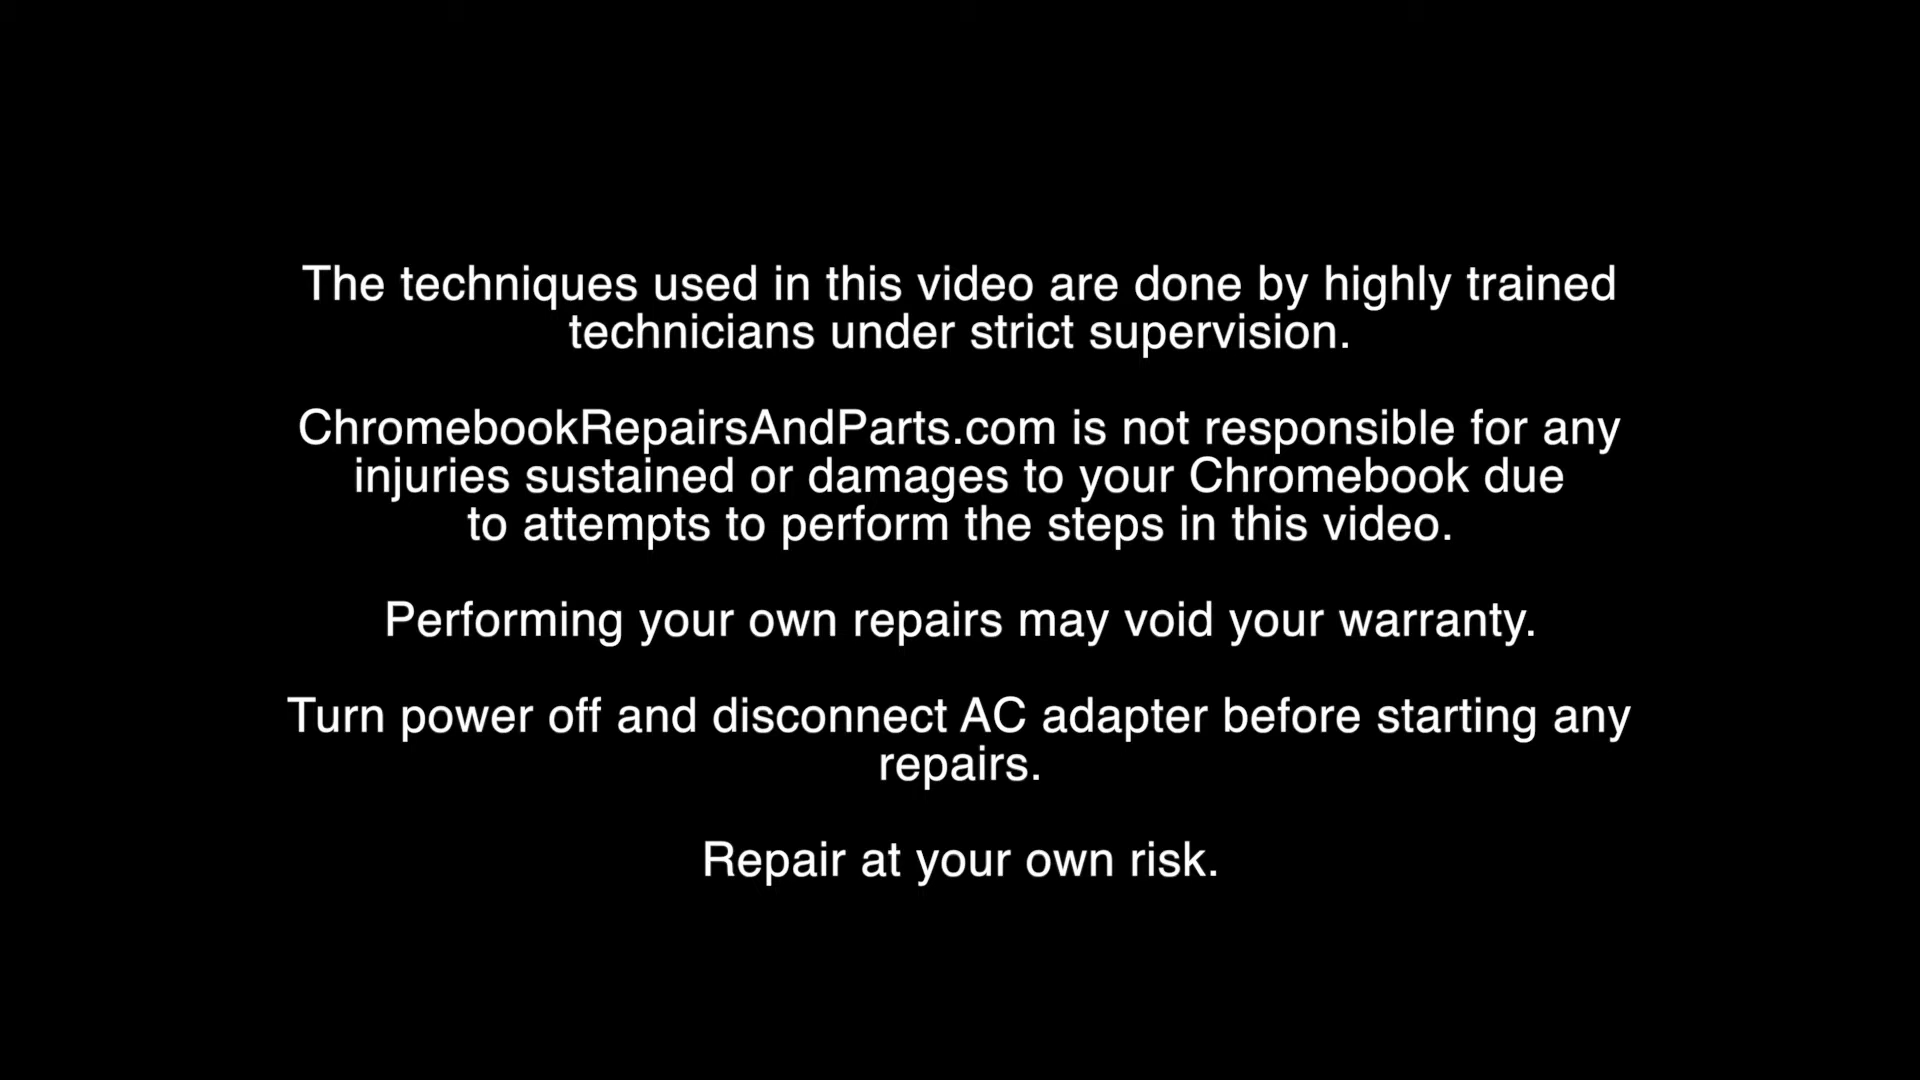 The techniques used in this video are done by highly trained
technicians under strict supervision.
ChromebookRepairsAndParts.com is not responsible for any
injuries sustained or damages to your Chromebook due
to attempts to perform the steps in this video.
Performing your own repairs may void your warranty.
Turn power off and disconnect AC adapter before starting any
repairs.
Repair at your own risk.